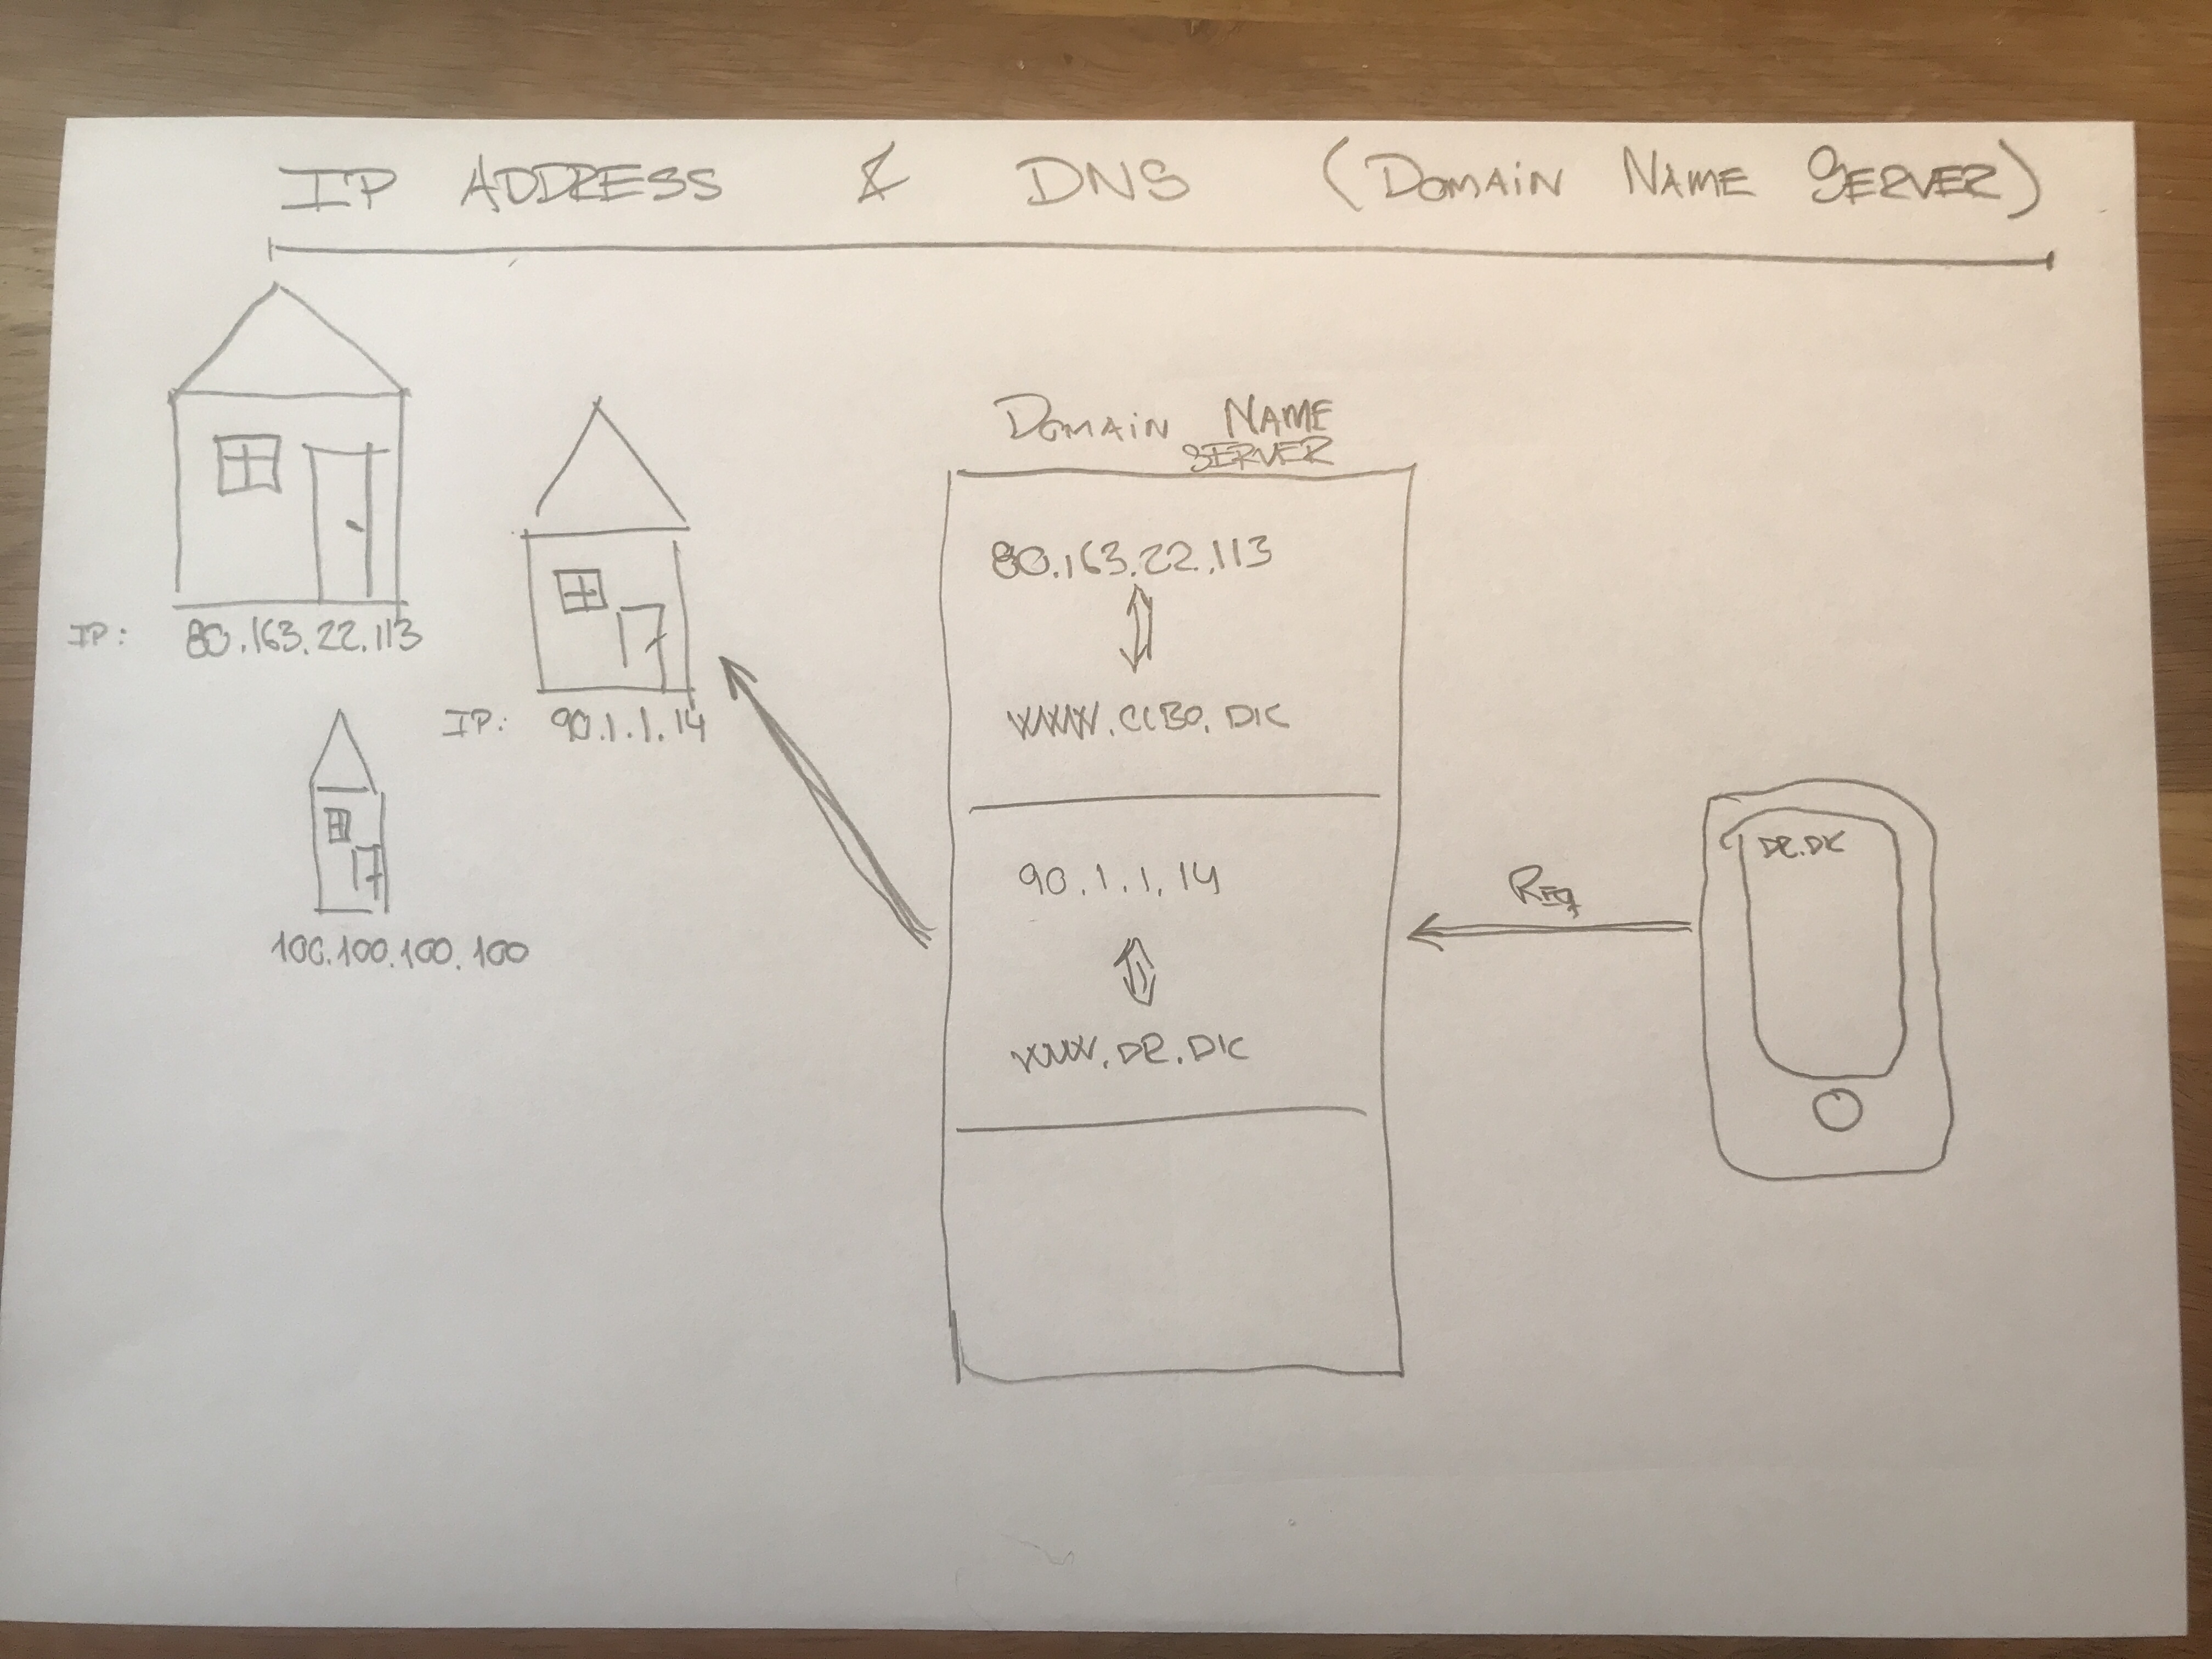 IP ADDRESS & DNS (DOMAIN NAME SERVER)
IP: 80.163.22.113
IP: 90.1.1.14
100.100.100.100
DOMAIN NAME
SERVER
80.163.22.113
WWW.CCBO.DK
90.1.1.14
WWW.DR.DK
REQ
DR.DK